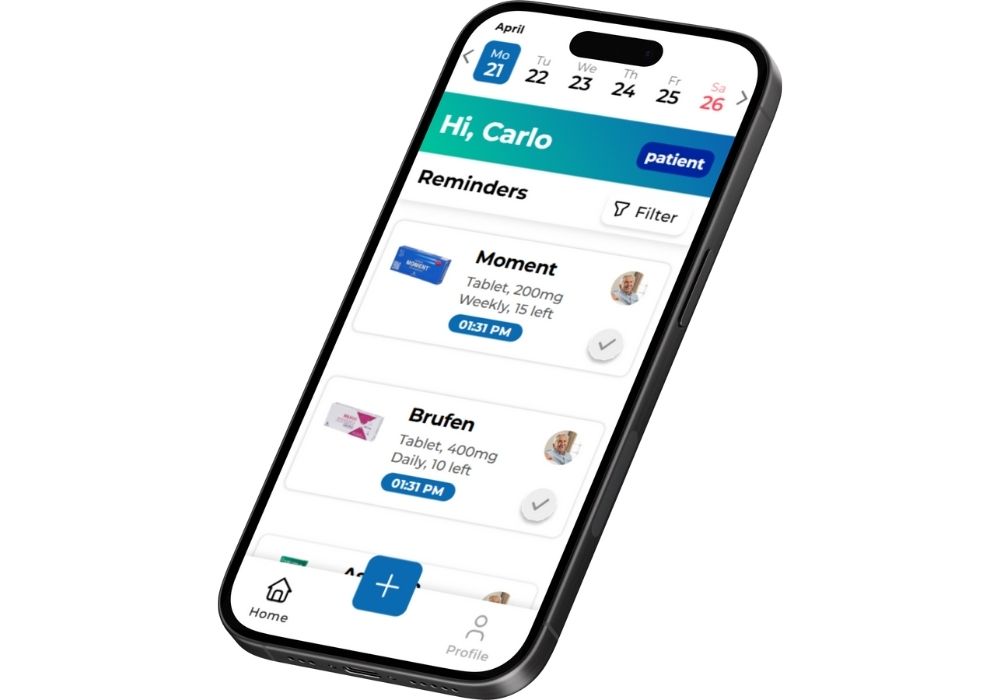 April
Mo Tu We Th Fr Sa
21 22 23 24 25 26
Hi, Carlo
patient
Reminders
Filter
MOMENT
Moment
Tablet, 200mg
Weekly, 15 left
01:31 PM
Brufen
Tablet, 400mg
Daily, 10 left
01:31 PM
Home
Profile